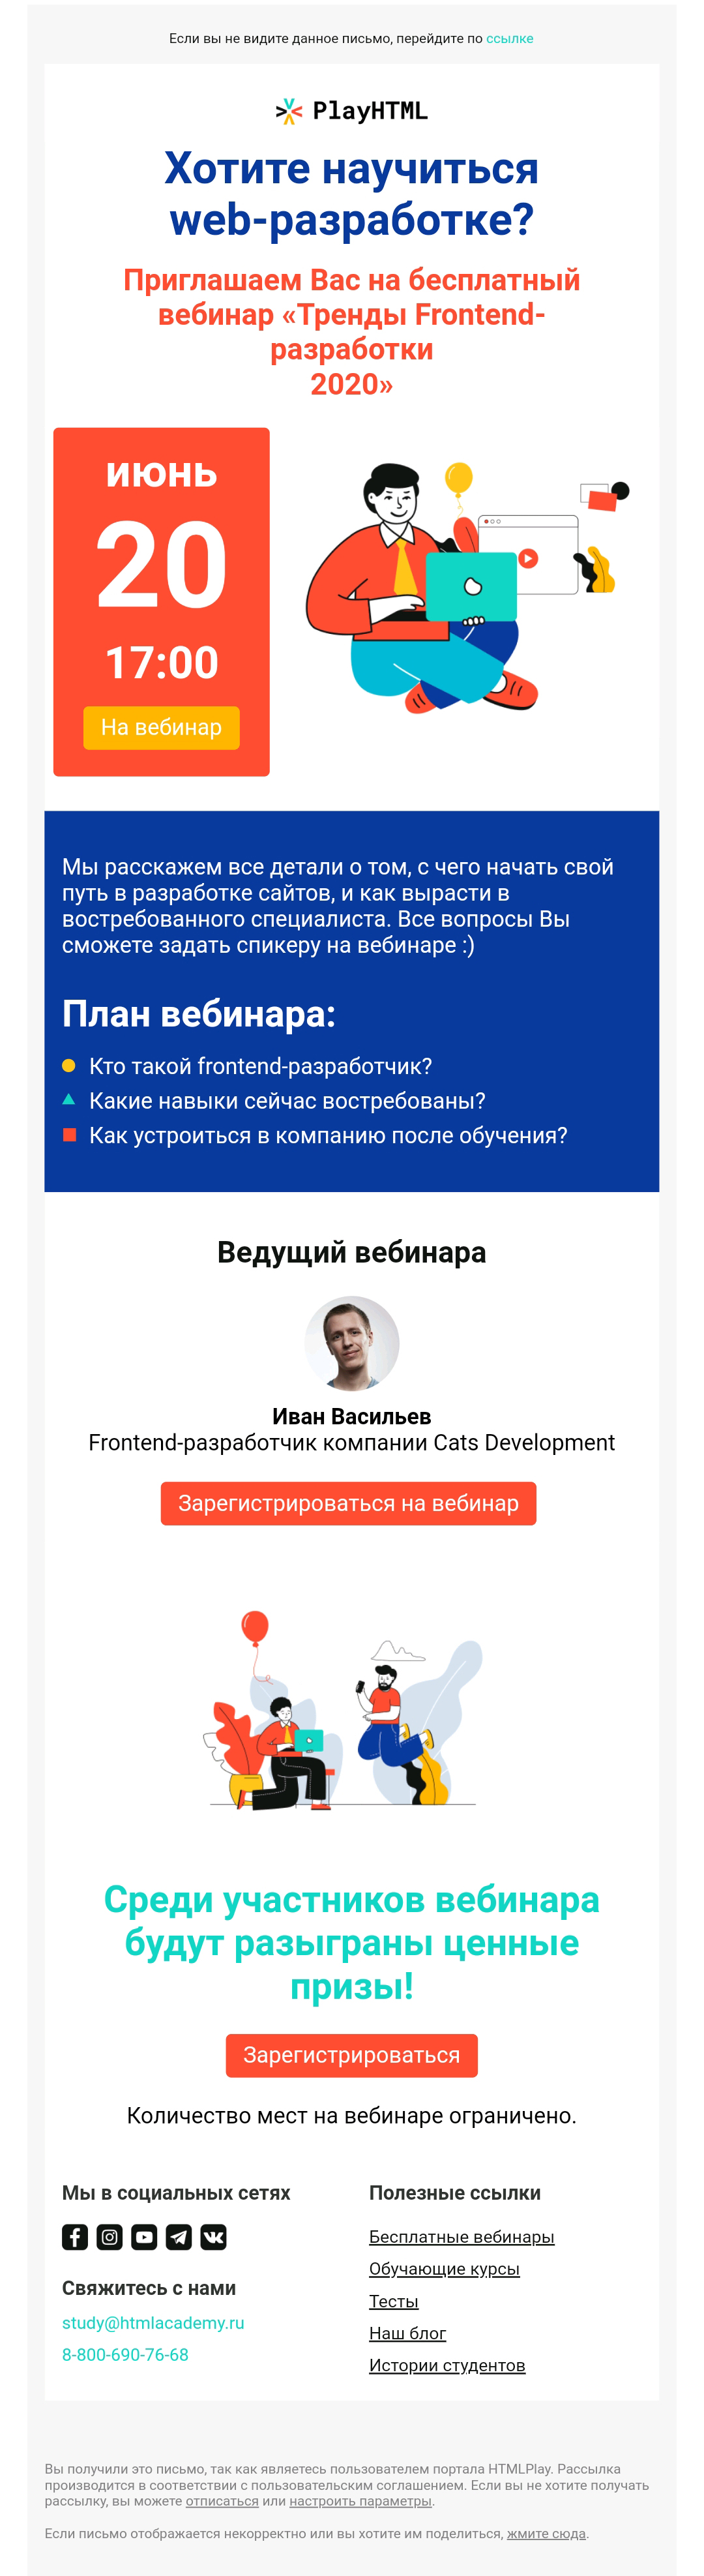 Если вы не видите данное письмо, перейдите по ссылке
PlayHTML
Хотите научиться
web-разработке?
Приглашаем Вас на бесплатный
вебинар «Тренды Frontend-
разработки
2020»
июнь
20
17:00
На вебинар
Мы расскажем все детали о том, с чего начать свой
путь в разработке сайтов, и как вырасти в
востребованного специалиста. Все вопросы Вы
сможете задать спикеру на вебинаре :)
План вебинара:
Кто такой frontend-разработчик?
Какие навыки сейчас востребованы?
Как устроиться в компанию после обучения?
Ведущий вебинара
Иван Васильев
Frontend-разработчик компании Cats Development
Зарегистрироваться на вебинар
Среди участников вебинара
будут разыграны ценные
призы!
Зарегистрироваться
Количество мест на вебинаре ограничено.
Мы в социальных сетях
Свяжитесь с нами
study@htmlacademy.ru
8-800-690-76-68
Полезные ссылки
Бесплатные вебинары
Обучающие курсы
Тесты
Наш блог
Истории студентов
Вы получили это письмо, так как являетесь пользователем портала HTMLPlay. Рассылка
производится в соответствии с пользовательским соглашением. Если вы не хотите получать
рассылку, вы можете отписаться или настроить параметры.
Если письмо отображается некорректно или вы хотите им поделиться, жмите сюда.